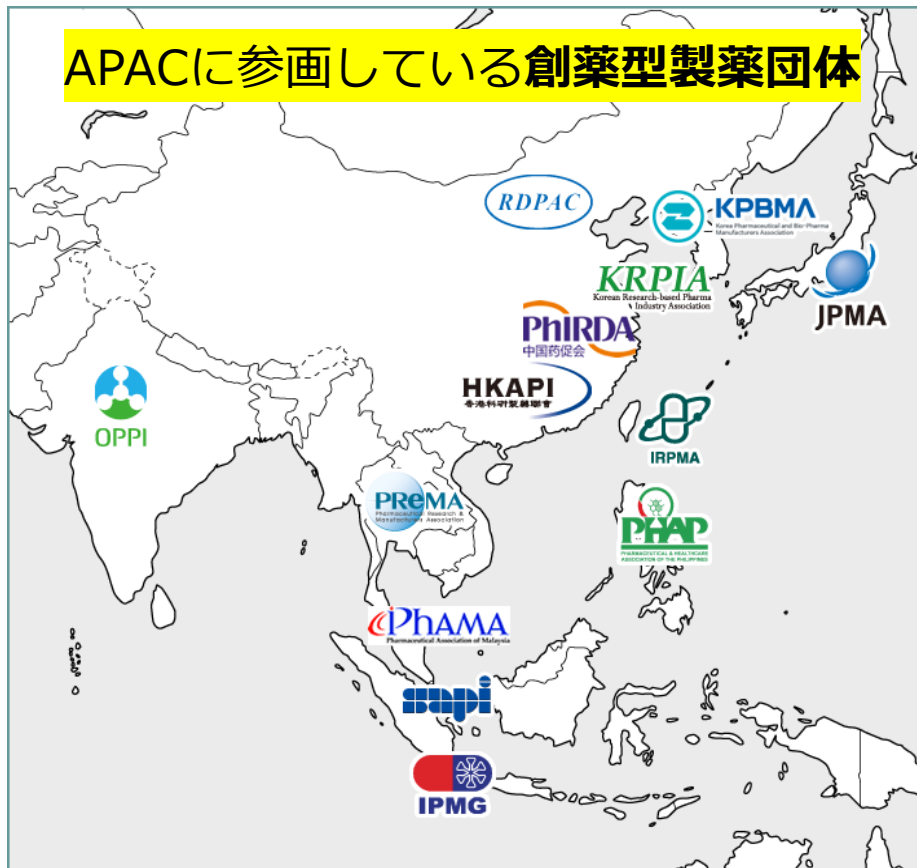 APACに参画している創薬型製薬団体
RDPAC
KPBMA
Korea Pharmaceutical and Bio-Pharma
Manufacturers Association
KRPIA
Korean Research-based Pharma
Industry Association
JPMA
PhIRDA
中国药促会
HKAPI
香港科研製藥聯會
OPPI
IRPMA
PReMA
Pharmaceutical Research &
Manufacturers Association
PHAP
PHARMACEUTICAL & HEALTHCARE
ASSOCIATION OF THE PHILIPPINES
PhAMA
Pharmaceutical Association of Malaysia
sapi
IPMG